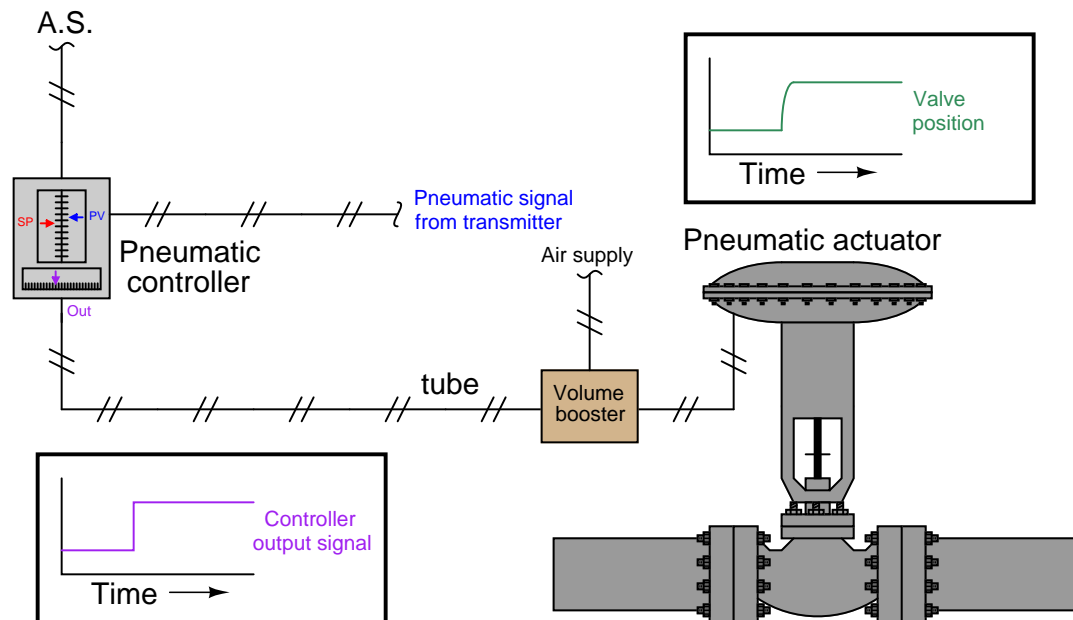 A.S.
SP
PV
Pneumatic
controller
Out
Pneumatic signal
from transmitter
Air supply
tube
Volume
booster
Pneumatic actuator
Valve
position
Time
Controller
output signal
Time